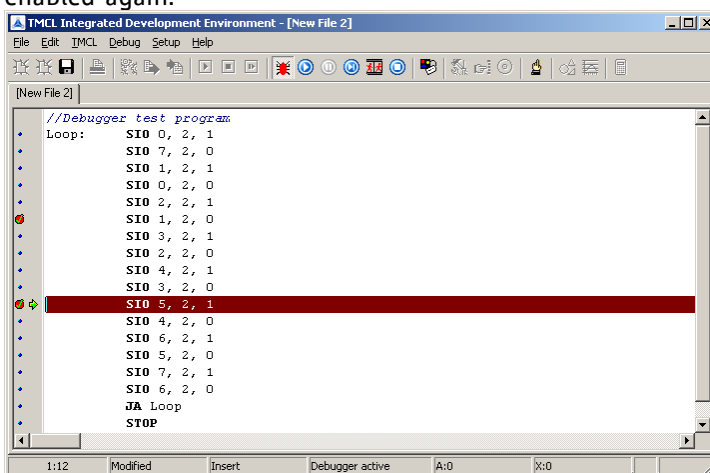 enabled again.
TMCL Integrated Development Environment - [New File 2]
File Edit TMCL Debug Setup Help
[New File 2]
//Debugger test program
Loop: SIO 0, 2, 1
SIO 7, 2, 0
SIO 1, 2, 1
SIO 0, 2, 0
SIO 2, 2, 1
SIO 1, 2, 0
SIO 3, 2, 1
SIO 2, 2, 0
SIO 4, 2, 1
SIO 3, 2, 0
SIO 5, 2, 1
SIO 4, 2, 0
SIO 6, 2, 1
SIO 5, 2, 0
SIO 7, 2, 1
SIO 6, 2, 0
JA Loop
STOP
1:12 Modified Insert Debugger active A:0 X:0